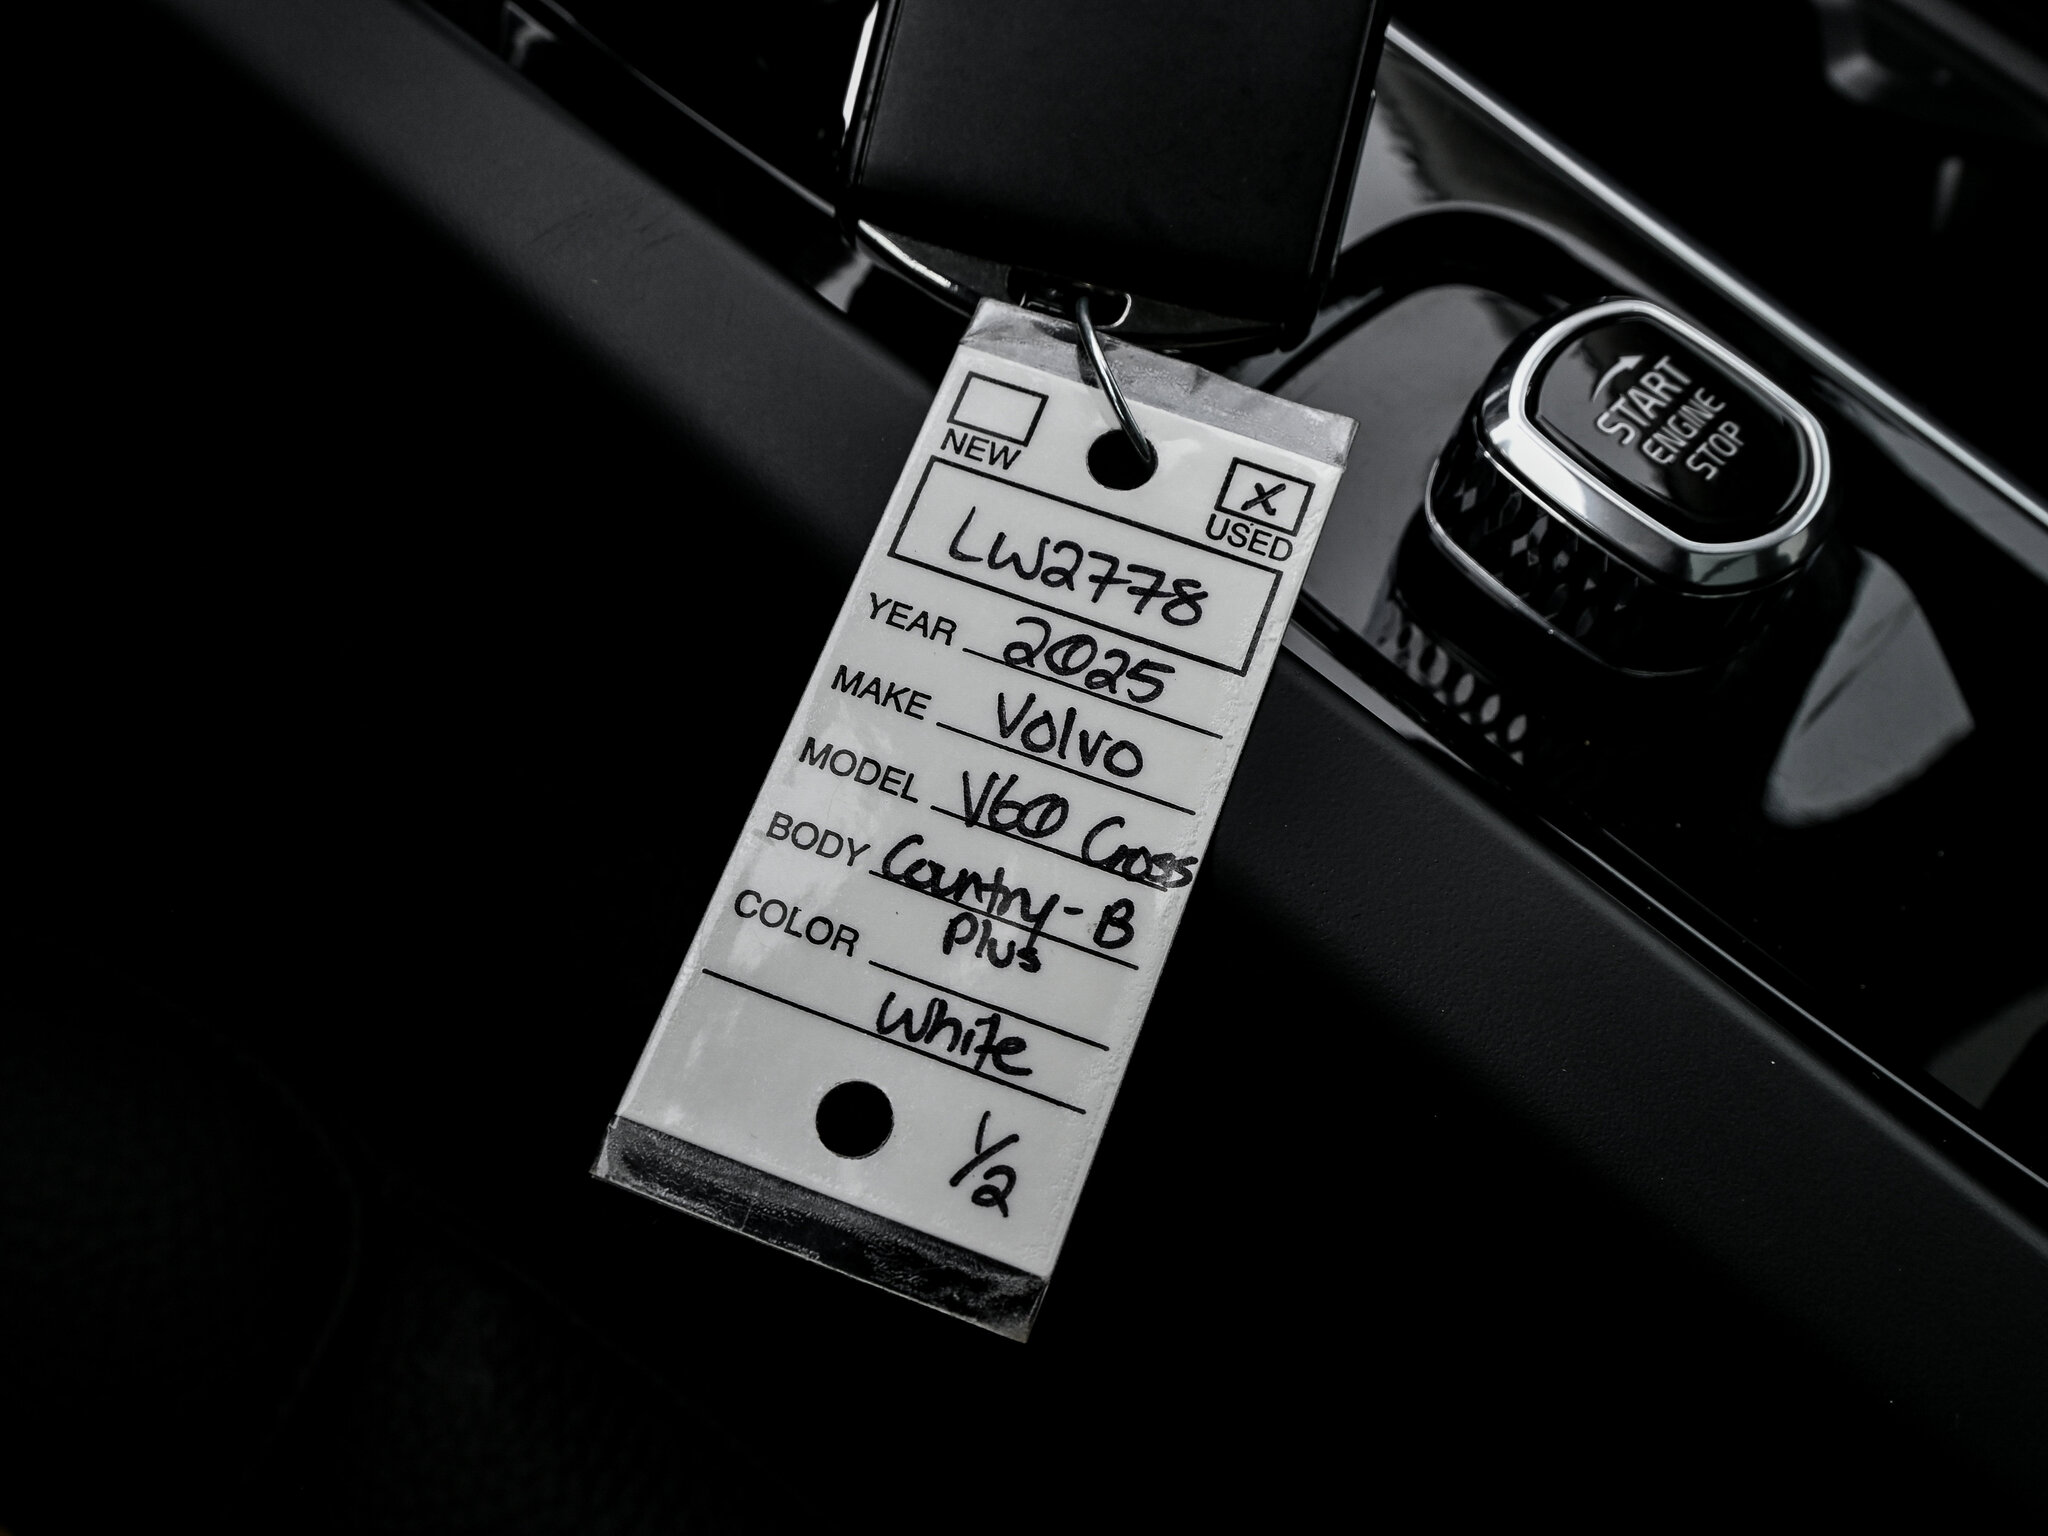 NEW
X
USED
LW2778
YEAR 2025
MAKE Volvo
MODEL V60 Cross
BODY Country-B
Plus
COLOR
White
1/2
START
ENGINE
STOP